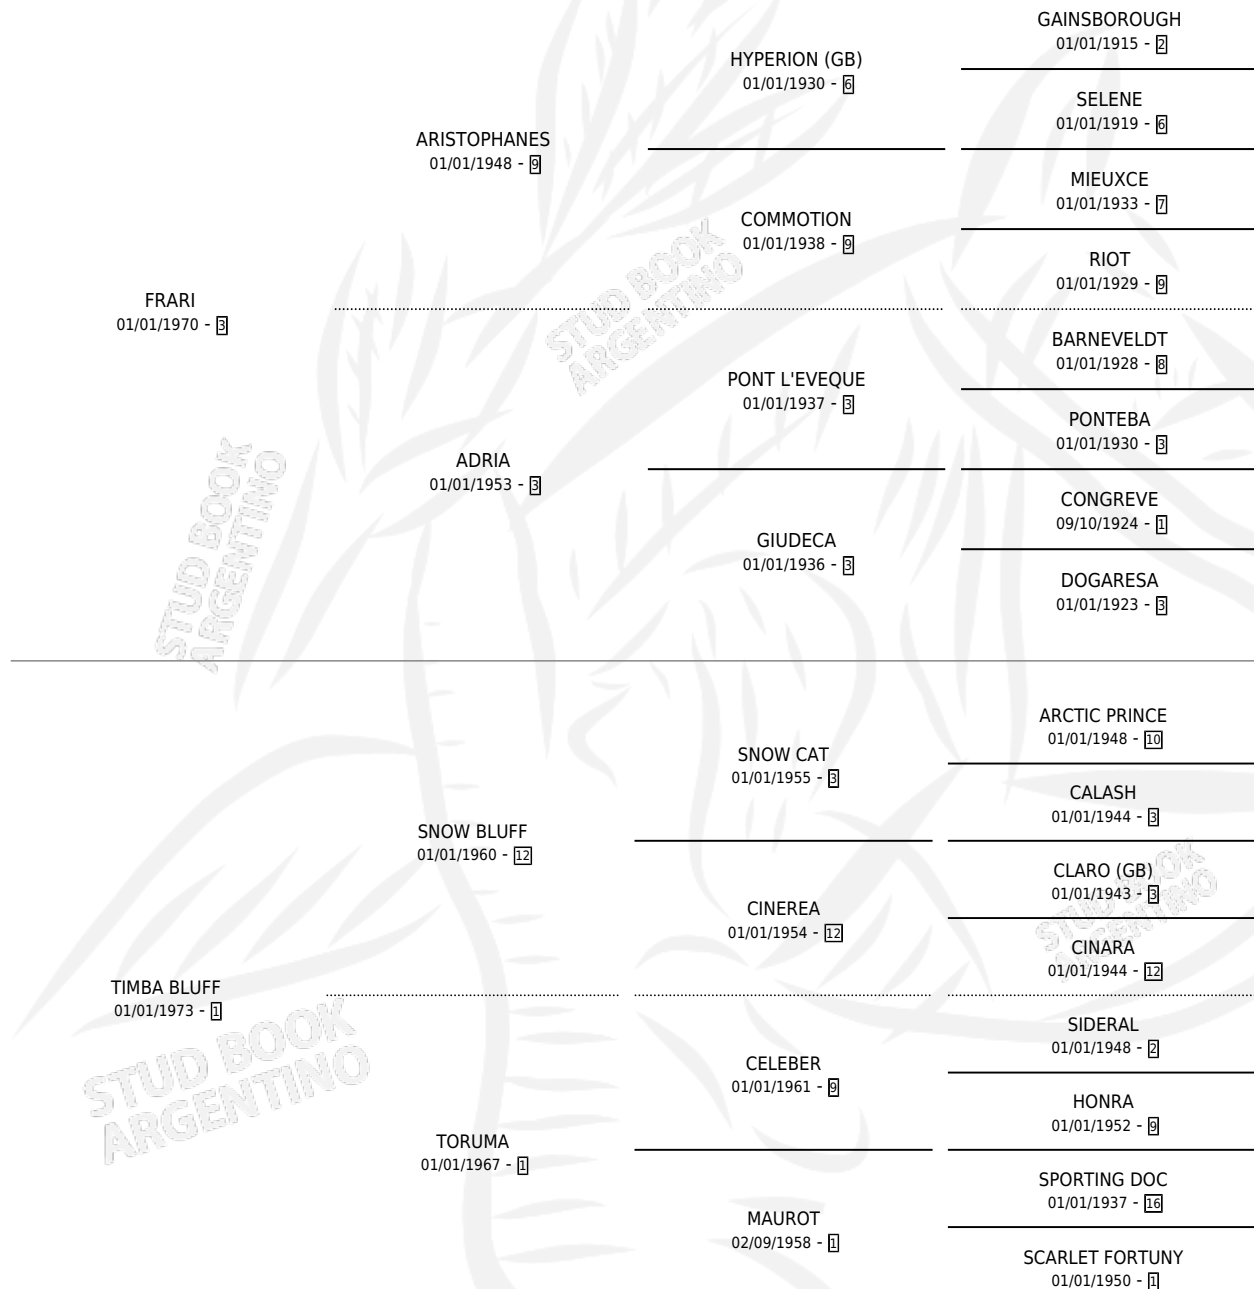 GAINSBOROUGH
01/01/1915 - 2
HYPERION (GB)
01/01/1930 - 6
SELENE
01/01/1919 - 6
ARISTOPHANES
01/01/1948 - 9
MIEUXCE
01/01/1933 - 7
COMMOTION
01/01/1938 - 9
RIOT
01/01/1929 - 9
FRARI
01/01/1970 - 3
BARNEVELDT
01/01/1928 - 8
PONT L'EVEQUE
01/01/1937 - 3
PONTEBA
01/01/1930 - 3
ADRIA
01/01/1953 - 3
CONGREVE
09/10/1924 - 1
GIUDECA
01/01/1936 - 3
DOGARESA
01/01/1923 - 3
ARCTIC PRINCE
01/01/1948 - 10
SNOW CAT
01/01/1955 - 3
CALASH
01/01/1944 - 3
SNOW BLUFF
01/01/1960 - 12
CLARO (GB)
01/01/1943 - 3
CINEREA
01/01/1954 - 12
CINARA
01/01/1944 - 12
TIMBA BLUFF
01/01/1973 - 1
SIDERAL
01/01/1948 - 2
CELEBER
01/01/1961 - 9
HONRA
01/01/1952 - 9
TORUMA
01/01/1967 - 1
SPORTING DOC
01/01/1937 - 16
MAUROT
02/09/1958 - 1
SCARLET FORTUNY
01/01/1950 - 1
STUD BOOK
ARGENTINO
STUD BOOK
ARGENTINO
STUD BOOK
ARGENTINO
STUD BOOK
ARGENTINO